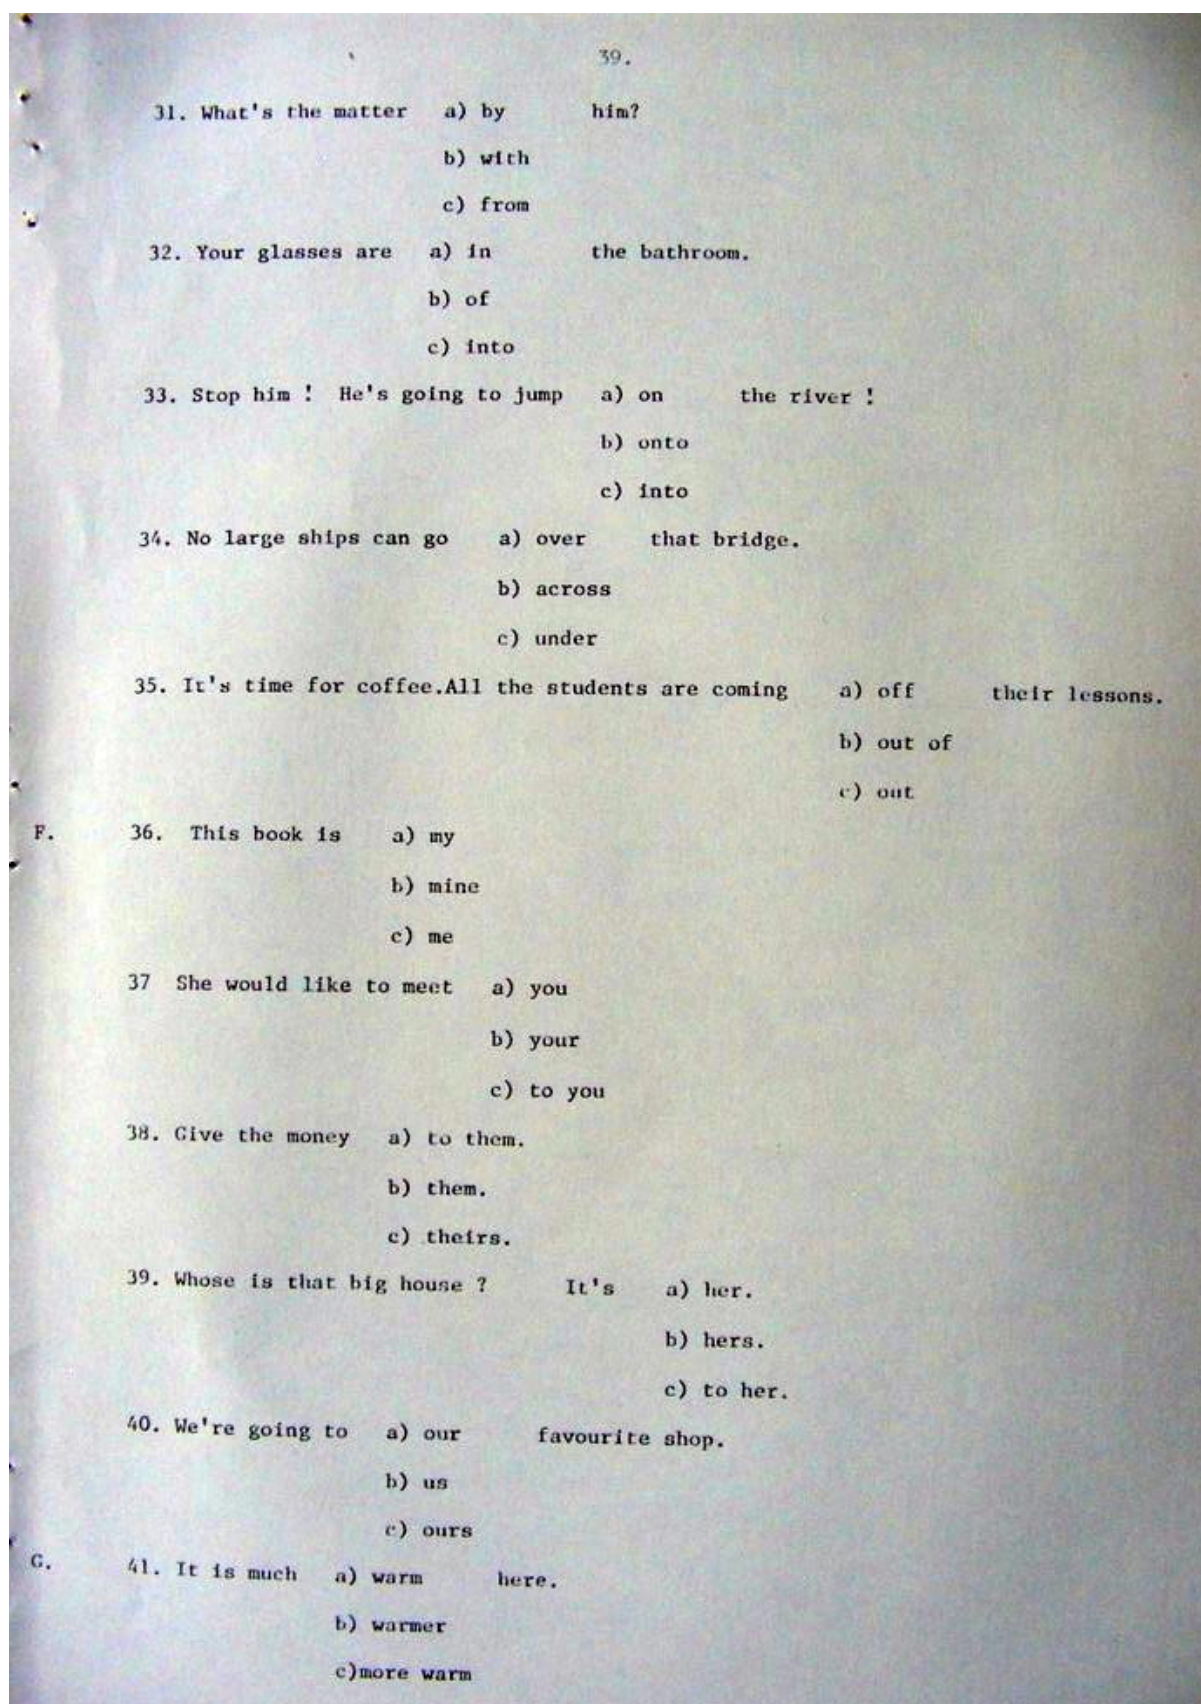 39.
31. What's the matter a) by him?
b) with
c) from
32. Your glasses are a) in the bathroom.
b) of
c) into
33. Stop him ! He's going to jump a) on the river !
b) onto
c) into
34. No large ships can go a) over that bridge.
b) across
c) under
35. It's time for coffee.All the students are coming a) off their lessons.
b) out of
c) out
F. 36. This book is a) my
b) mine
c) me
37 She would like to meet a) you
b) your
c) to you
38. Give the money a) to them.
b) them.
c) theirs.
39. Whose is that big house ? It's a) her.
b) hers.
c) to her.
40. We're going to a) our favourite shop.
b) us
c) ours
G. 41. It is much a) warm here.
b) warmer
c)more warm